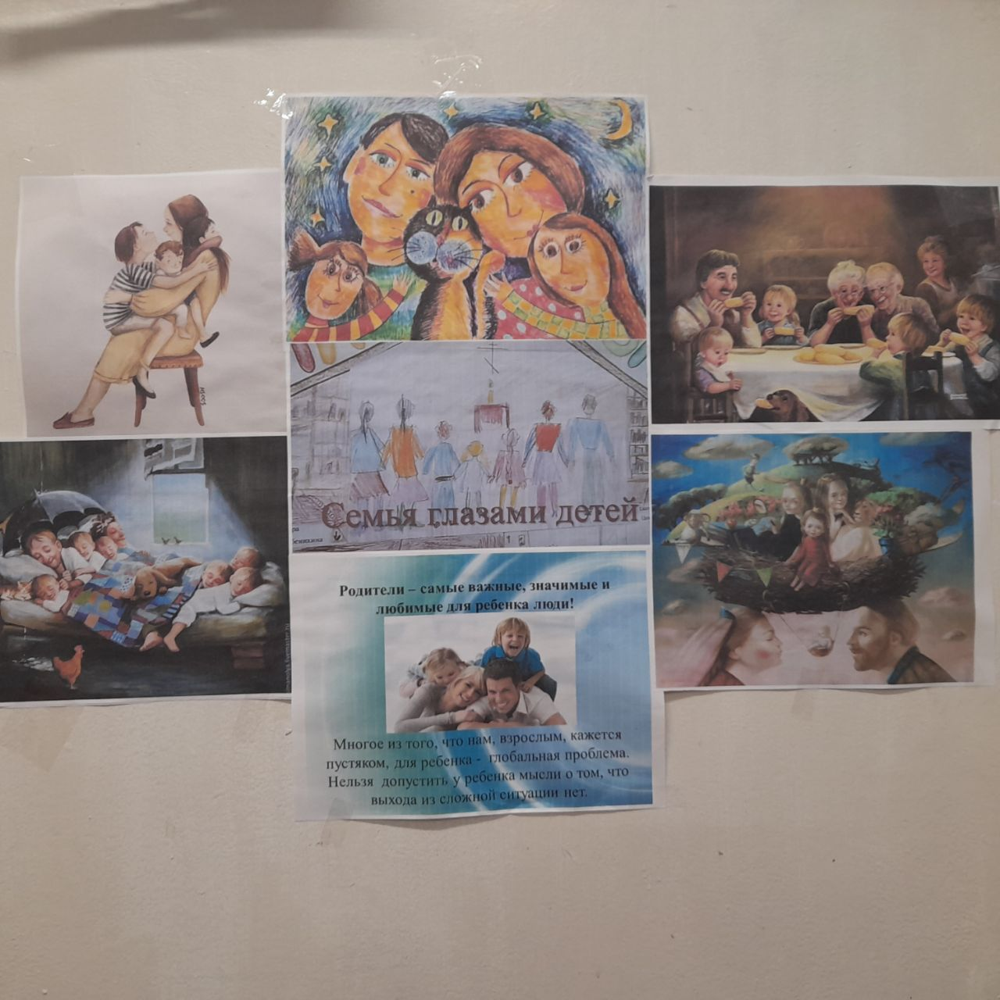 Семья глазами детей
Родители – самые важные, значимые и
любимые для ребенка люди!
Многое из того, что нам, взрослым, кажется
пустяком, для ребенка - глобальная проблема.
Нельзя допустить у ребенка мысли о том, что
выхода из сложной ситуации нет.